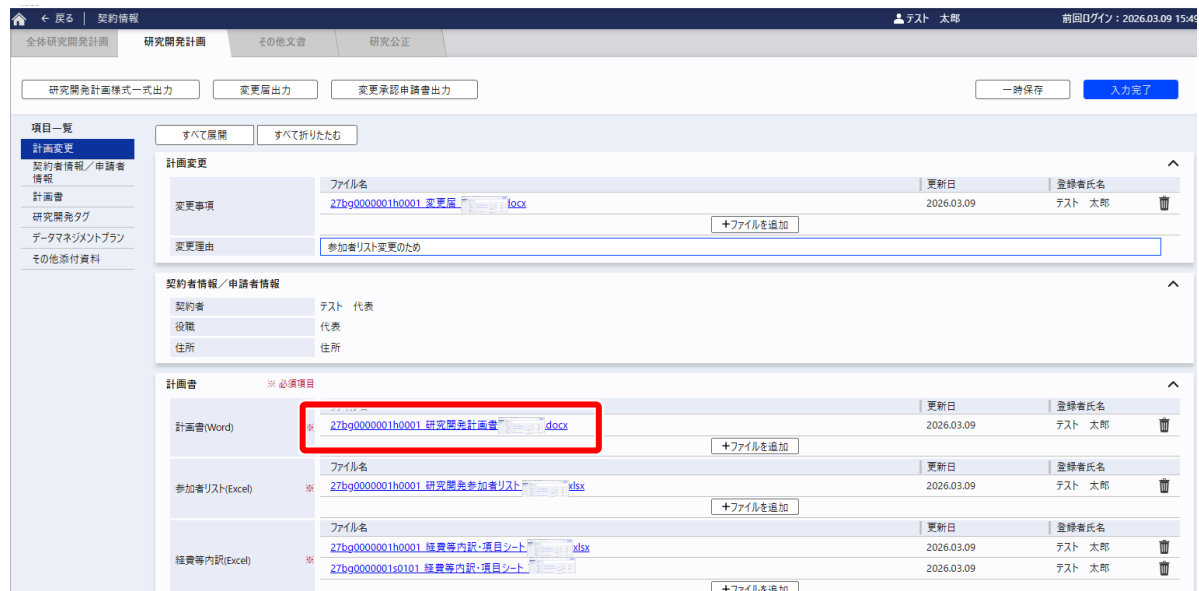 ← 戻る | 契約情報 テスト 太郎 前回ログイン：2026.03.09 15:49
全体研究開発計画 研究開発計画 その他文書 研究公正
研究開発計画様式一式出力 変更届出力 変更承認申請書出力 一時保存 入力完了
項目一覧
計画変更
契約者情報／申請者
情報
計画書
研究開発タグ
データマネジメントプラン
その他添付資料
すべて展開 すべて折りたたむ
計画変更
ファイル名 更新日 登録者氏名
変更事項 27bg0000001h0001_変更届_ docx 2026.03.09 テスト 太郎
+ファイルを追加
変更理由 参加者リスト変更のため
契約者情報／申請者情報
契約者 テスト 代表
役職 代表
住所 住所
計画書 ※ 必須項目
更新日 登録者氏名
計画書(Word) ※ 27bg0000001h0001_研究開発計画書 .docx 2026.03.09 テスト 太郎
+ファイルを追加
ファイル名 更新日 登録者氏名
参加者リスト(Excel) ※ 27bg0000001h0001_研究開発参加者リスト xlsx 2026.03.09 テスト 太郎
+ファイルを追加
ファイル名 更新日 登録者氏名
経費等内訳(Excel) ※ 27bg0000001h0001_経費等内訳・項目シート xlsx 2026.03.09 テスト 太郎
27bg0000001s0101_経費等内訳・項目シート_ 2026.03.09 テスト 太郎
+ファイルを追加